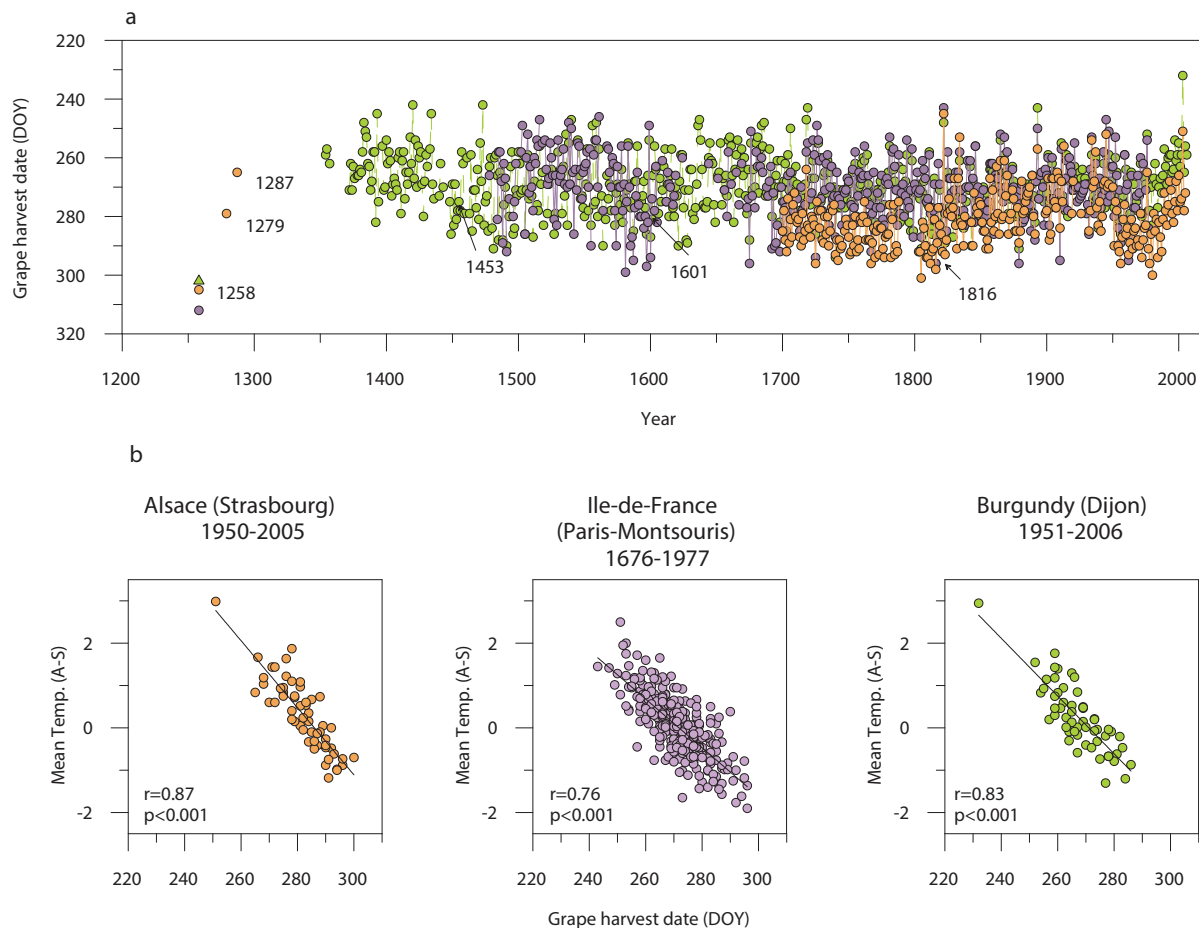 a
220
240
260
280
300
320
Grape harvest date (DOY)
1287
1279
1258
1453
1601
1816
1200 1300 1400 1500 1600 1700 1800 1900 2000
Year
b
Alsace (Strasbourg)
1950-2005
Ile-de-France
(Paris-Montsouris)
1676-1977
Burgundy (Dijon)
1951-2006
Mean Temp. (A-S)
2
0
-2
r=0.87
p<0.001
220 240 260 280 300
Mean Temp. (A-S)
2
0
-2
r=0.76
p<0.001
220 240 260 280 300
Mean Temp. (A-S)
2
0
-2
r=0.83
p<0.001
220 240 260 280 300
Grape harvest date (DOY)